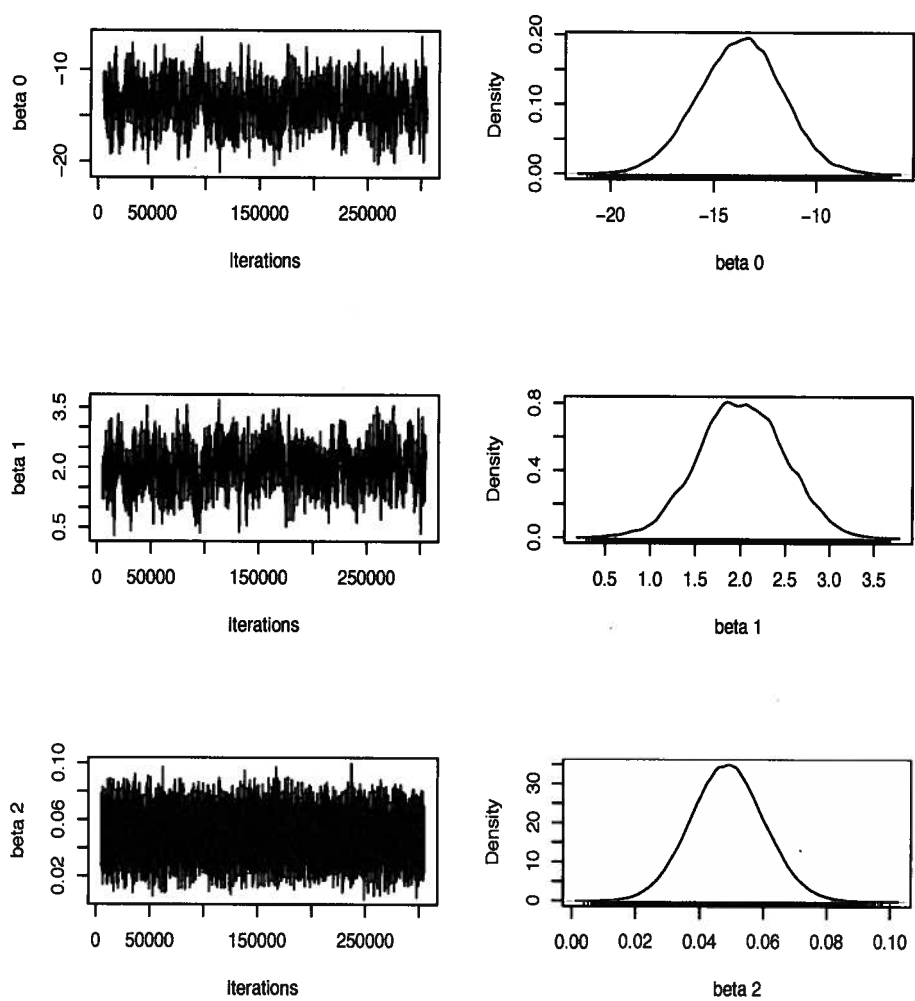 beta 0
-10
-20
0 50000 150000 250000
Iterations
Density
0.20
0.10
0.00
-20 -15 -10
beta 0
beta 1
3.5
2.0
0.5
0 50000 150000 250000
Iterations
Density
0.8
0.4
0.0
0.5 1.0 1.5 2.0 2.5 3.0 3.5
beta 1
beta 2
0.10
0.06
0.02
0 50000 150000 250000
Iterations
Density
30
20
10
0
0.00 0.02 0.04 0.06 0.08 0.10
beta 2